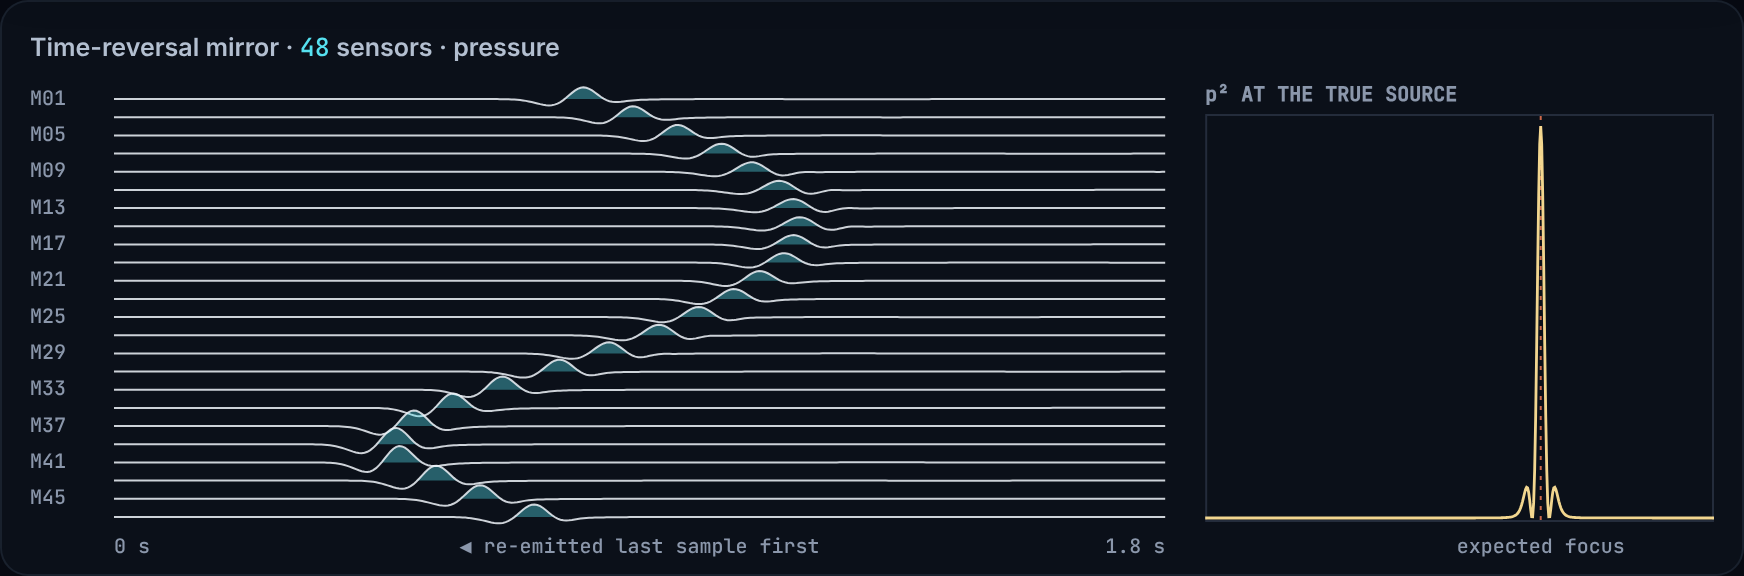 Time-reversal mirror · 48 sensors · pressure
p² AT THE TRUE SOURCE
M01
M05
M09
M13
M17
M21
M25
M29
M33
M37
M41
M45
0 s
◀ re-emitted last sample first
1.8 s
expected focus